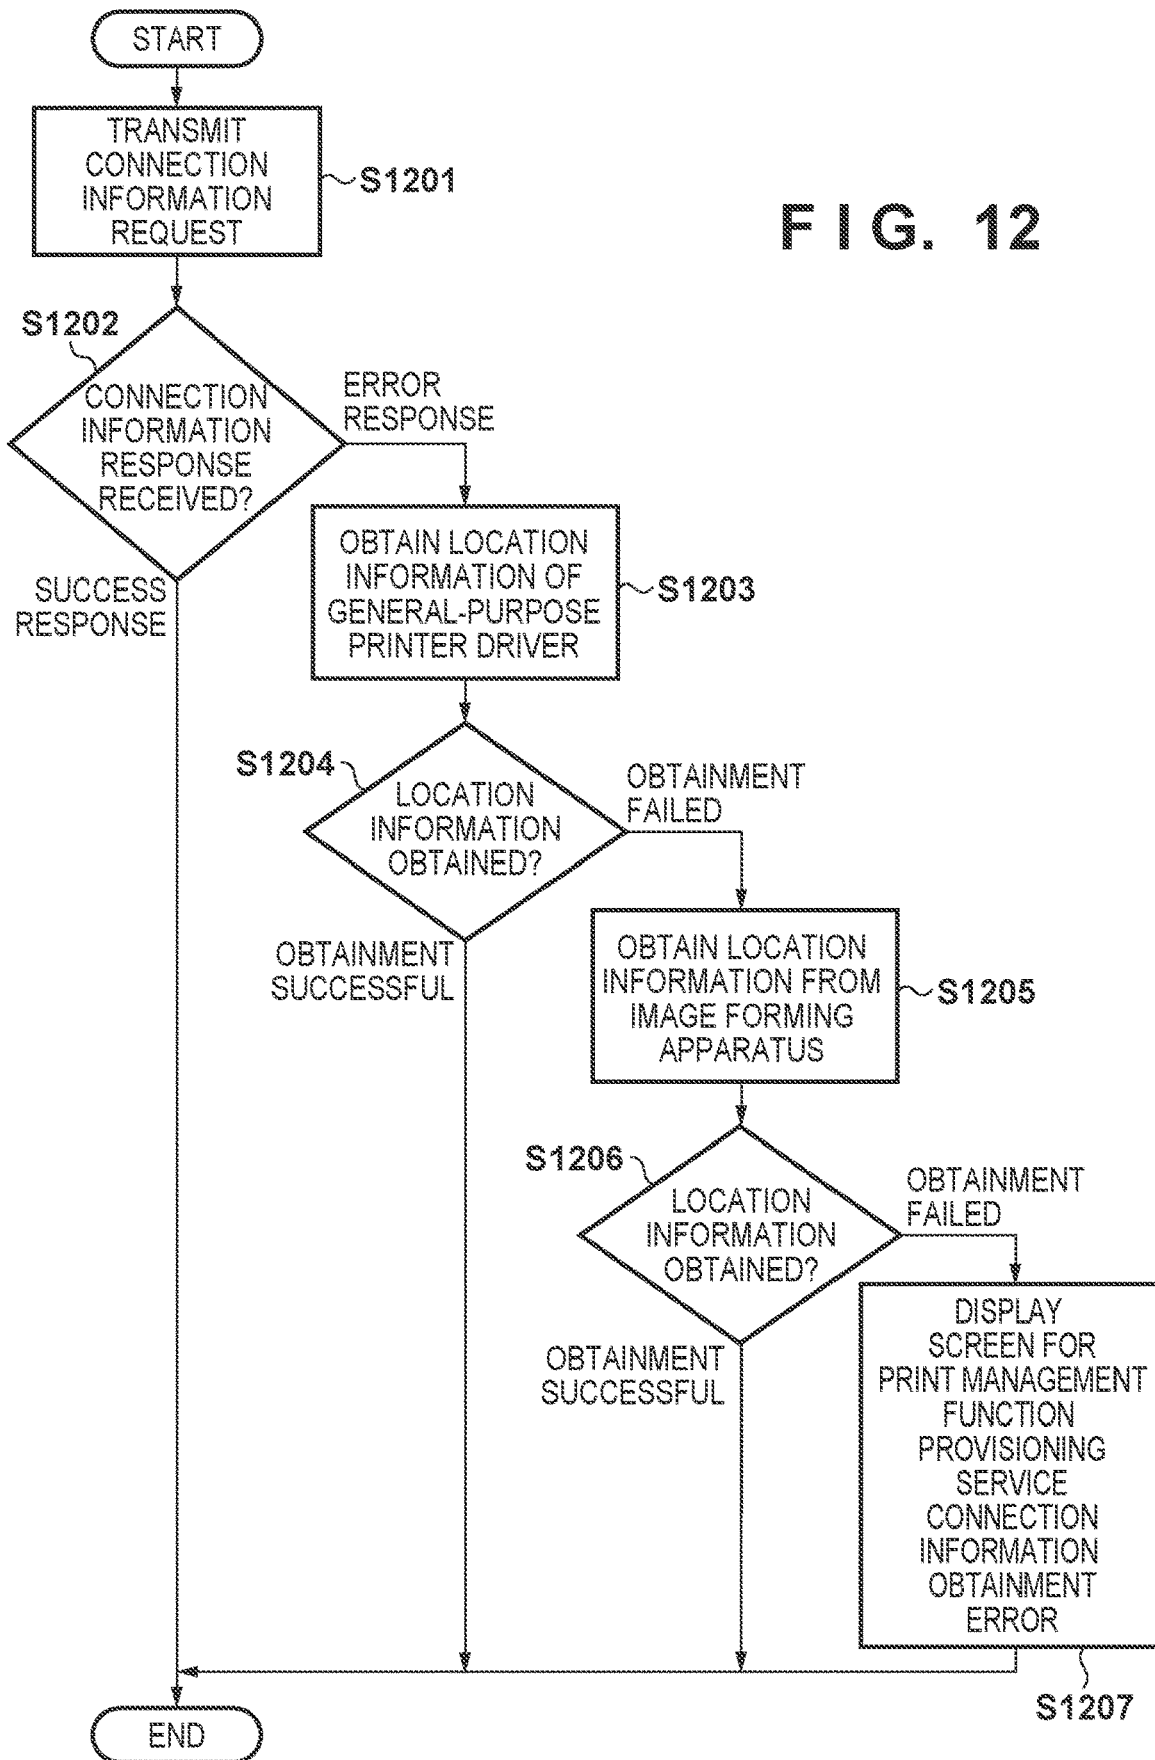 START
TRANSMIT
CONNECTION
INFORMATION
REQUEST
S1201
FIG. 12
S1202
CONNECTION
INFORMATION
RESPONSE
RECEIVED?
ERROR
RESPONSE
SUCCESS
RESPONSE
OBTAIN LOCATION
INFORMATION OF
GENERAL-PURPOSE
PRINTER DRIVER
S1203
S1204
LOCATION
INFORMATION
OBTAINED?
OBTAINMENT
FAILED
OBTAINMENT
SUCCESSFUL
OBTAIN LOCATION
INFORMATION FROM
IMAGE FORMING
APPARATUS
S1205
S1206
LOCATION
INFORMATION
OBTAINED?
OBTAINMENT
FAILED
OBTAINMENT
SUCCESSFUL
DISPLAY
SCREEN FOR
PRINT MANAGEMENT
FUNCTION
PROVISIONING
SERVICE
CONNECTION
INFORMATION
OBTAINMENT
ERROR
S1207
END